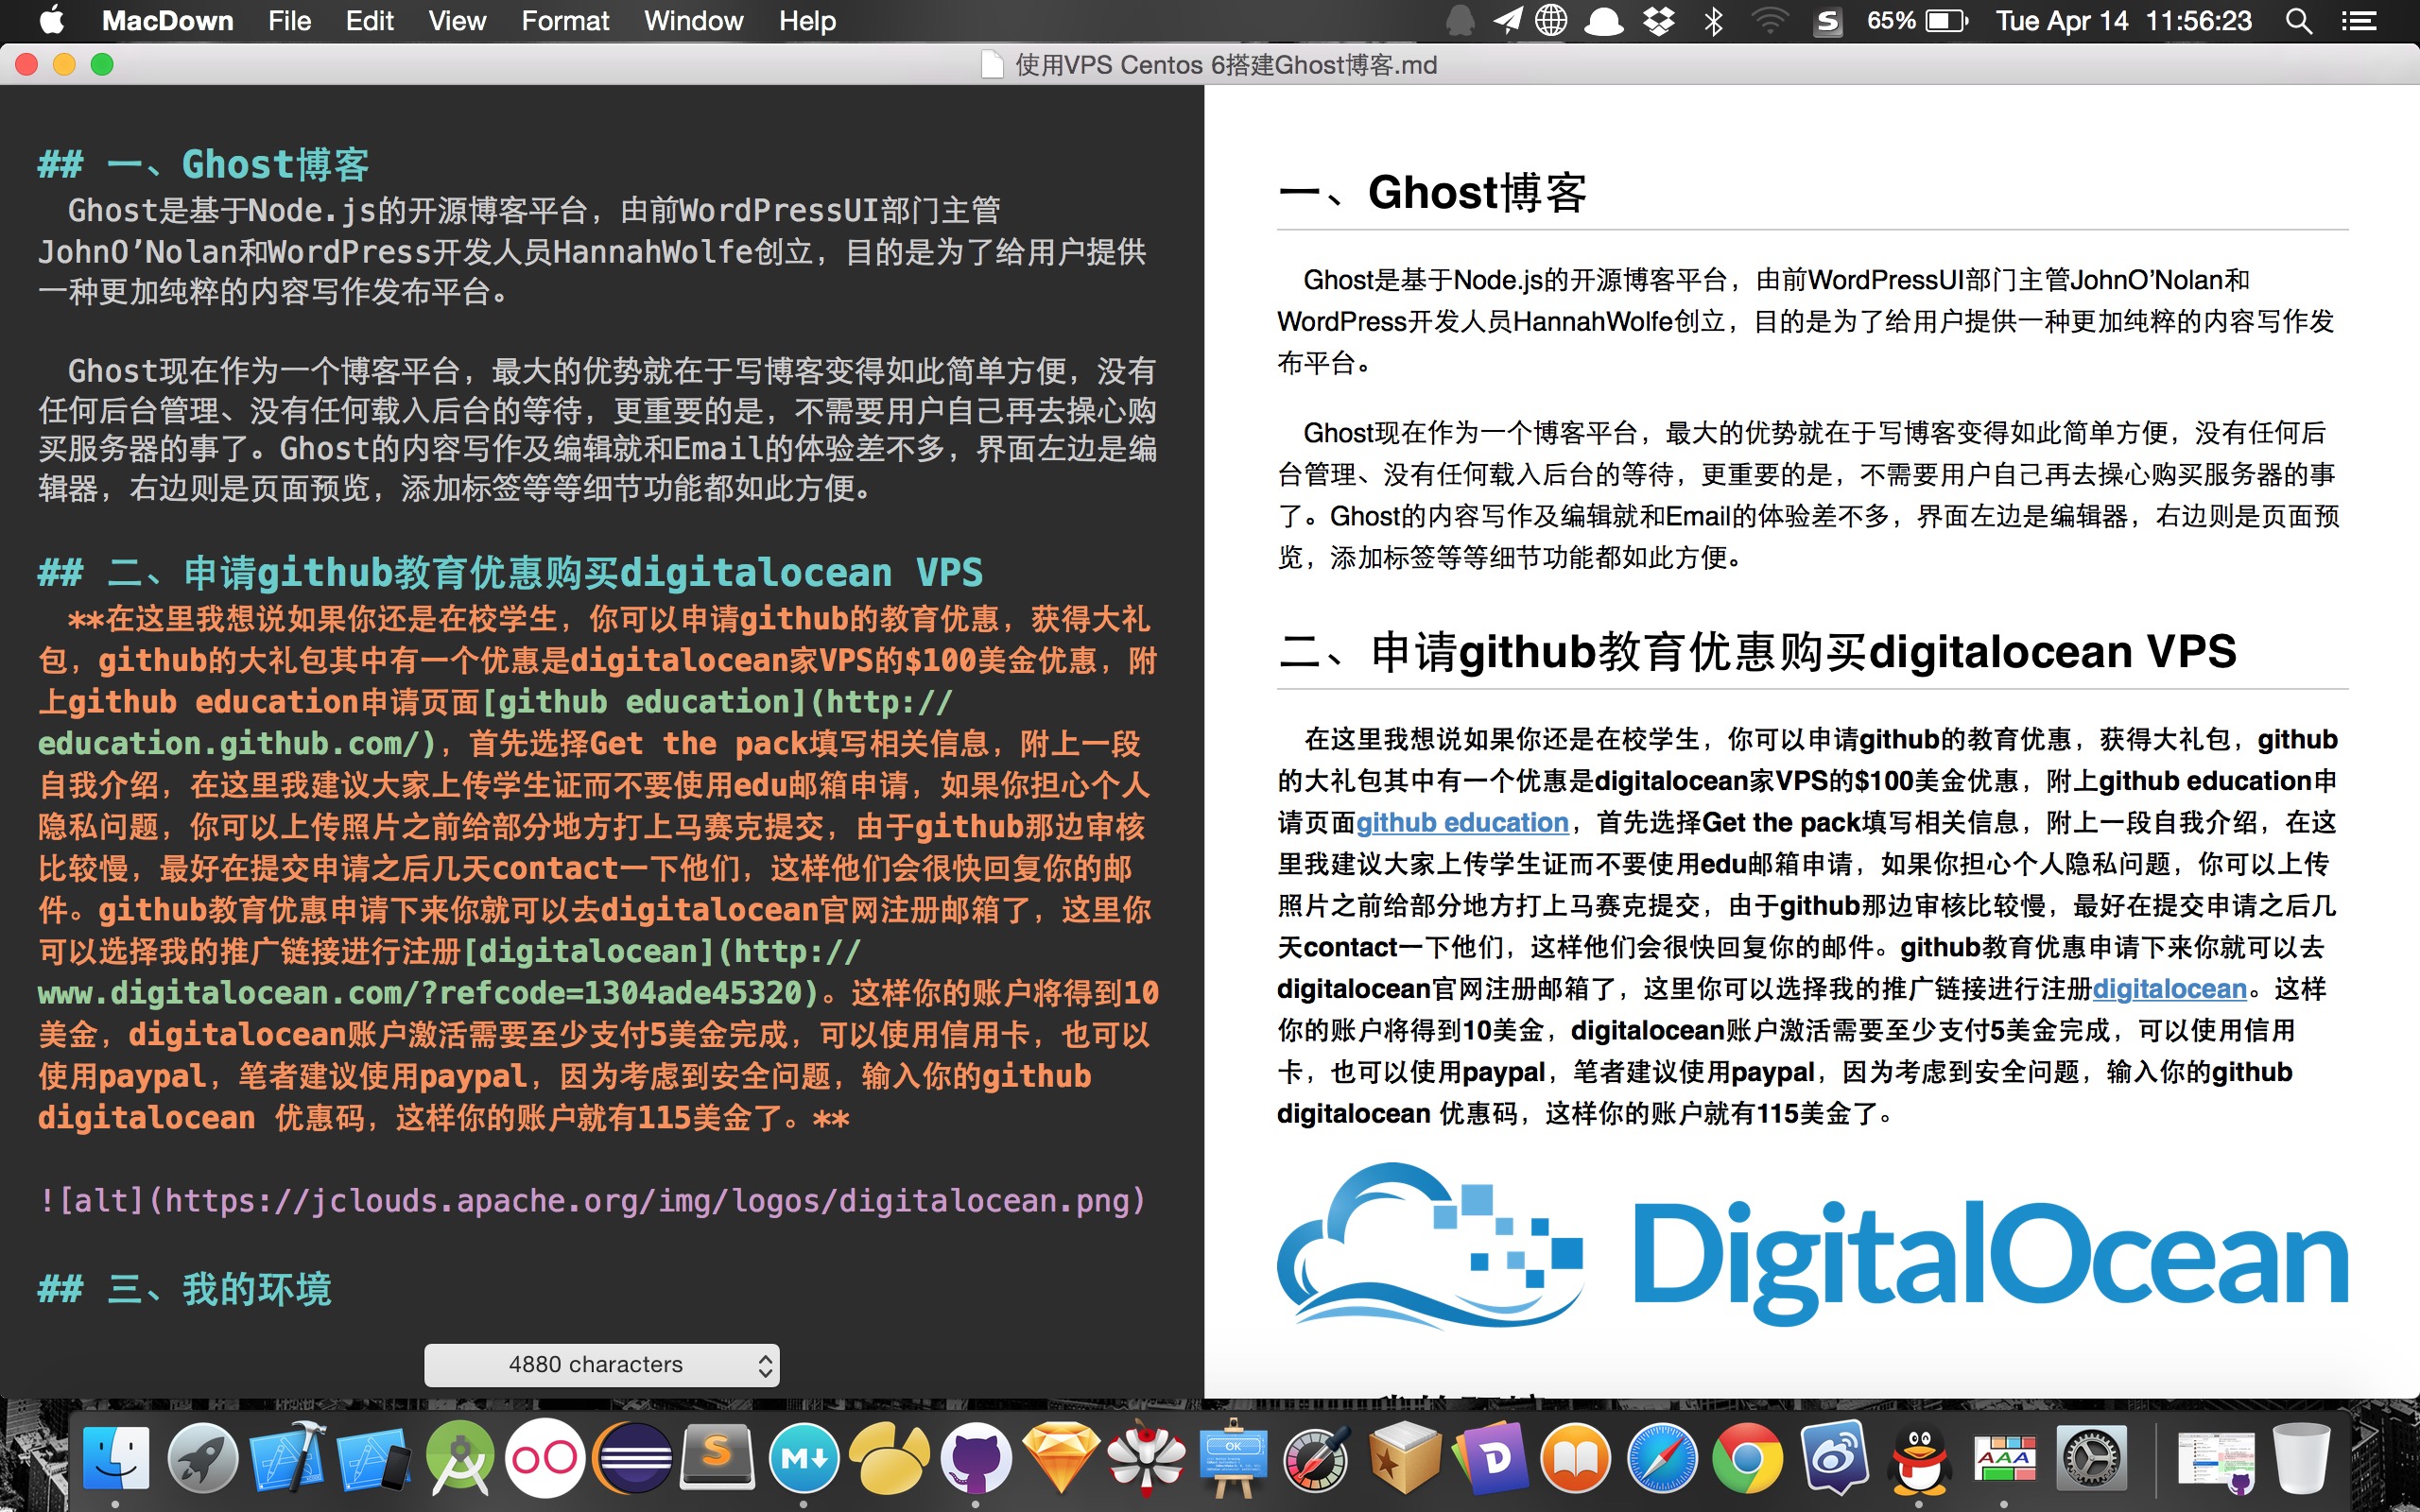 MacDown File Edit View Format Window Help 65% Tue Apr 14 11:56:23
使用VPS Centos 6搭建Ghost博客.md
## 一、Ghost博客
Ghost是基于Node.js的开源博客平台，由前WordPressUI部门主管
JohnO’Nolan和WordPress开发人员HannahWolfe创立，目的是为了给用户提供
一种更加纯粹的内容写作发布平台。
Ghost现在作为一个博客平台，最大的优势就在于写博客变得如此简单方便，没有
任何后台管理、没有任何载入后台的等待，更重要的是，不需要用户自己再去操心购
买服务器的事了。Ghost的内容写作及编辑就和Email的体验差不多，界面左边是编
辑器，右边则是页面预览，添加标签等等细节功能都如此方便。
## 二、申请github教育优惠购买digitalocean VPS
**在这里我想说如果你还是在校学生，你可以申请github的教育优惠，获得大礼
包，github的大礼包其中有一个优惠是digitalocean家VPS的$100美金优惠，附
上github education申请页面[github education](http://
education.github.com/)，首先选择Get the pack填写相关信息，附上一段
自我介绍，在这里我建议大家上传学生证而不要使用edu邮箱申请，如果你担心个人
隐私问题，你可以上传照片之前给部分地方打上马赛克提交，由于github那边审核
比较慢，最好在提交申请之后几天contact一下他们，这样他们会很快回复你的邮
件。github教育优惠申请下来你就可以去digitalocean官网注册邮箱了，这里你
可以选择我的推广链接进行注册[digitalocean](http://
www.digitalocean.com/?refcode=1304ade45320)。这样你的账户将得到10
美金，digitalocean账户激活需要至少支付5美金完成，可以使用信用卡，也可以
使用paypal，笔者建议使用paypal，因为考虑到安全问题，输入你的github
digitalocean 优惠码，这样你的账户就有115美金了。**
![alt](https://jclouds.apache.org/img/logos/digitalocean.png)
## 三、我的环境
4880 characters
一、Ghost博客
Ghost是基于Node.js的开源博客平台，由前WordPressUI部门主管JohnO’Nolan和
WordPress开发人员HannahWolfe创立，目的是为了给用户提供一种更加纯粹的内容写作发
布平台。
Ghost现在作为一个博客平台，最大的优势就在于写博客变得如此简单方便，没有任何后
台管理、没有任何载入后台的等待，更重要的是，不需要用户自己再去操心购买服务器的事
了。Ghost的内容写作及编辑就和Email的体验差不多，界面左边是编辑器，右边则是页面预
览，添加标签等等细节功能都如此方便。
二、申请github教育优惠购买digitalocean VPS
在这里我想说如果你还是在校学生，你可以申请github的教育优惠，获得大礼包，github
的大礼包其中有一个优惠是digitalocean家VPS的$100美金优惠，附上github education申
请页面github education，首先选择Get the pack填写相关信息，附上一段自我介绍，在这
里我建议大家上传学生证而不要使用edu邮箱申请，如果你担心个人隐私问题，你可以上传
照片之前给部分地方打上马赛克提交，由于github那边审核比较慢，最好在提交申请之后几
天contact一下他们，这样他们会很快回复你的邮件。github教育优惠申请下来你就可以去
digitalocean官网注册邮箱了，这里你可以选择我的推广链接进行注册digitalocean。这样
你的账户将得到10美金，digitalocean账户激活需要至少支付5美金完成，可以使用信用
卡，也可以使用paypal，笔者建议使用paypal，因为考虑到安全问题，输入你的github
digitalocean 优惠码，这样你的账户就有115美金了。
DigitalOcean
S
M
OK
D
AAA